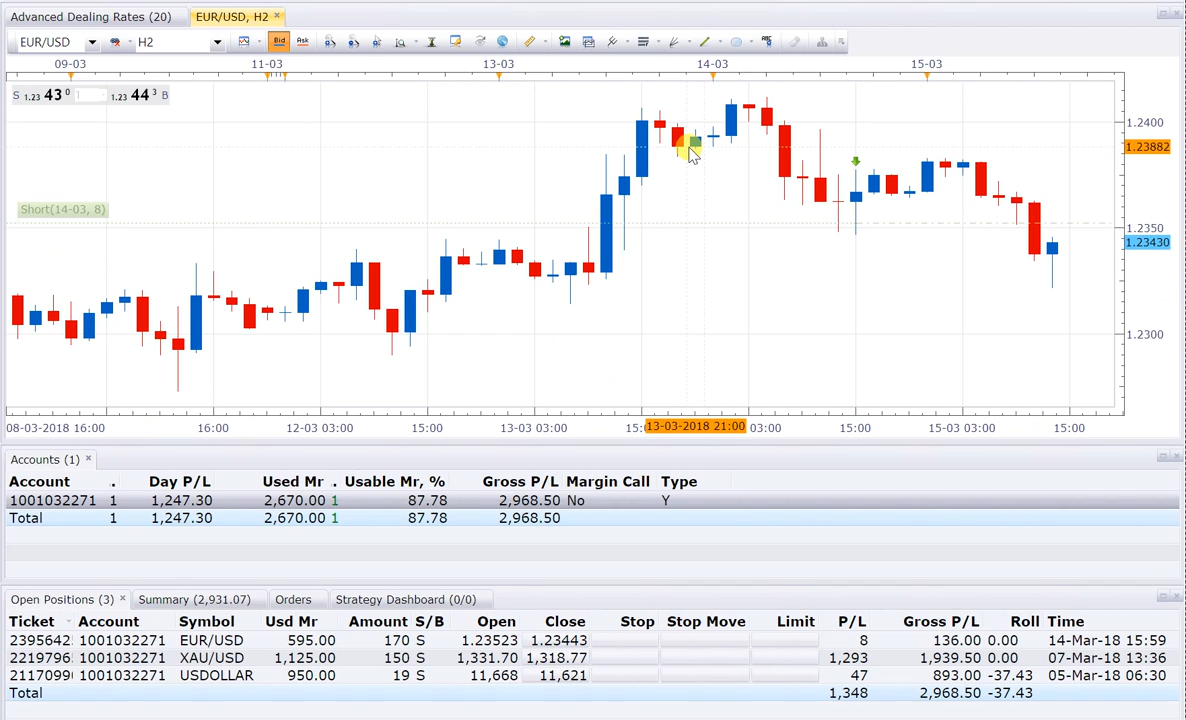 Advanced Dealing Rates (20) EUR/USD, H2
EUR/USD H2 Bid Ask ABC
09-03 11-03 13-03 14-03 15-03
S 1.23 43 0 1.23 44 3 B
1.2400
1.23882
Short(14-03, 8)
1.2350
1.23430
1.2300
08-03-2018 16:00 16:00 12-03 03:00 15:00 13-03 03:00 15: 13-03-2018 21:00 03:00 15:00 15-03 03:00 15:00
Accounts (1)
Account . Day P/L Used Mr . Usable Mr, % Gross P/L Margin Call Type
1001032271 1 1,247.30 2,670.00 1 87.78 2,968.50 No Y
Total 1 1,247.30 2,670.00 1 87.78 2,968.50
Open Positions (3) Summary (2,931.07) Orders Strategy Dashboard (0/0)
Ticket Account Symbol Usd Mr Amount S/B Open Close Stop Stop Move Limit P/L Gross P/L Roll Time
2395642 1001032271 EUR/USD 595.00 170 S 1.23523 1.23443 8 136.00 0.00 14-Mar-18 15:59
2219796 1001032271 XAU/USD 1,125.00 150 S 1,331.70 1,318.77 1,293 1,939.50 0.00 07-Mar-18 13:36
2117099 1001032271 USDOLLAR 950.00 19 S 11,668 11,621 47 893.00 -37.43 05-Mar-18 06:30
Total 1,348 2,968.50 -37.43